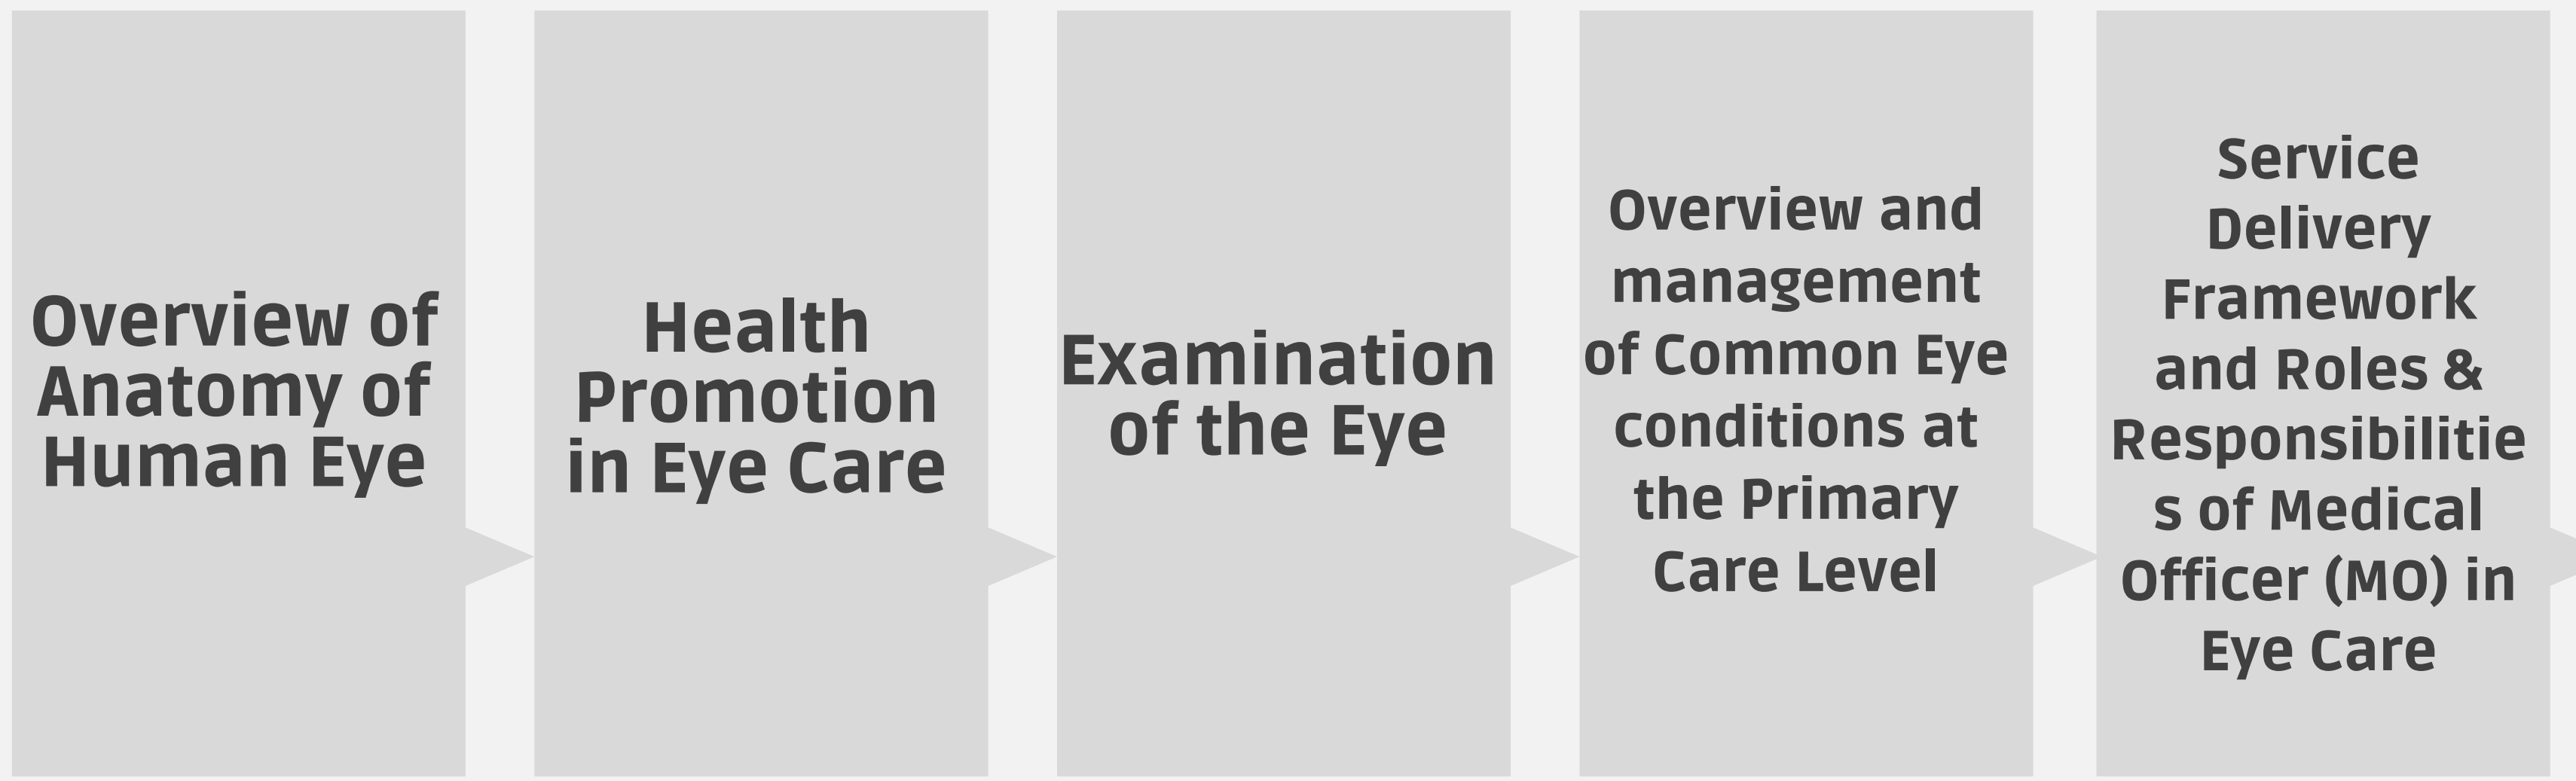 Overview of
Anatomy of
Human Eye
Health
Promotion
in Eye Care
Examination
of the Eye
Overview and
management
of Common Eye
conditions at
the Primary
Care Level
Service
Delivery
Framework
and Roles &
Responsibilitie
s of Medical
Officer (MO) in
Eye Care